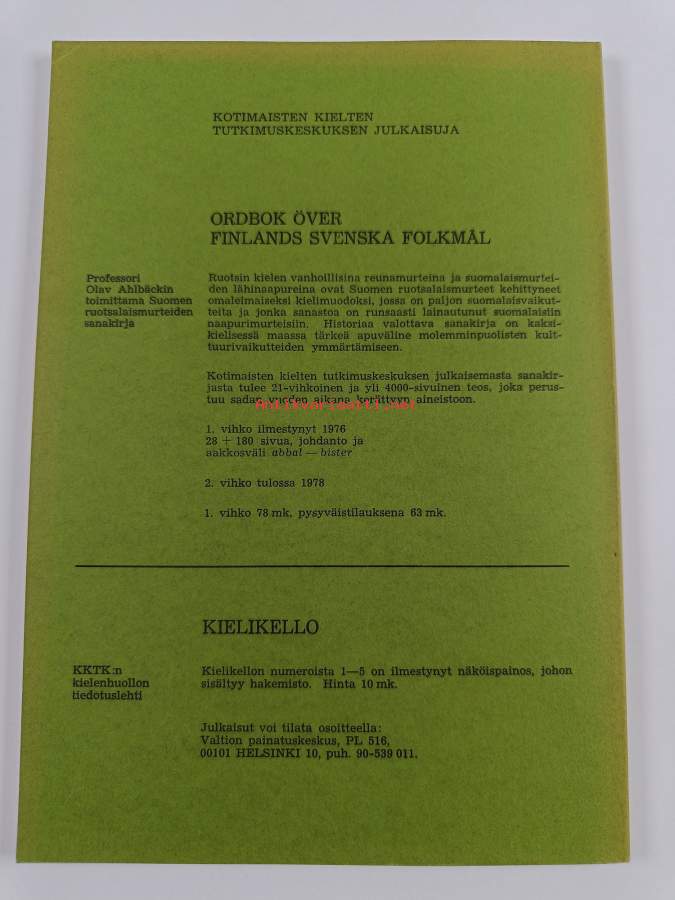 KOTIMAISTEN KIELTEN
TUTKIMUSKESKUKSEN JULKAISUJA
ORDBOK ÖVER
FINLANDS SVENSKA FOLKMÅL
Professori
Olav Ahlbäckin
toimittama Suomen
ruotsalaismurteiden
sanakirja
Ruotsin kielen vanhoillisina reunamurteina ja suomalaismurtei-
den lähinaapureina ovat Suomen ruotsalaismurteet kehittyneet
omaleimaiseksi kielimuodoksi, jossa on paljon suomalaisvaikut-
teita ja jonka sanastoa on runsaasti lainautunut suomalaisiin
naapurimurteisiin. Historiaa valottava sanakirja on kaksi-
kielisessä maassa tärkeä apuväline molemminpuolisten kult-
tuurivaikutteiden ymmärtämiseen.
Kotimaisten kielten tutkimuskeskuksen julkaisemasta sanakir-
jasta tulee 21-vihkoinen ja yli 4000-sivuinen teos, joka perus-
tuu sadan vuoden aikana kerättyyn aineistoon.
Antikvariaatti.net
1. vihko ilmestynyt 1976
28 + 180 sivua, johdanto ja
aakkosväli abbal — bister
2. vihko tulossa 1978
1. vihko 78 mk, pysyväistilauksena 63 mk.
KIELIKELLO
KKTK:n
kielenhuollon
tiedotuslehti
Kielikellon numeroista 1—5 on ilmestynyt näköispainos, johon
sisältyy hakemisto. Hinta 10 mk.
Julkaisut voi tilata osoitteella:
Valtion painatuskeskus, PL 516,
00101 HELSINKI 10, puh. 90-539 011.